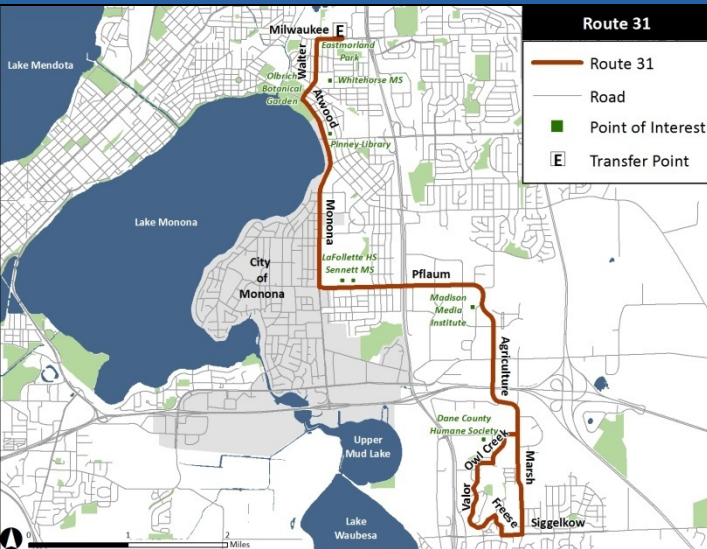 Route 31
Route 31
Road
Point of Interest
E Transfer Point
Milwaukee
E
Eastmorland
Park
Walter
Whitehorse MS
Olbrich
Botanical
Garden
Atwood
Pinney-Library
Lake Mendota
Lake Monona
Monona
City
of
Monona
LaFollette HS
Sennett MS
Pflaum
Madison
Media
Institute
Agriculture
Dane County
Humane Society
Owl Creek
Marsh
Valor
Freese
Siggelkow
Upper
Mud Lake
Lake
Waubesa
0 1 2
Miles